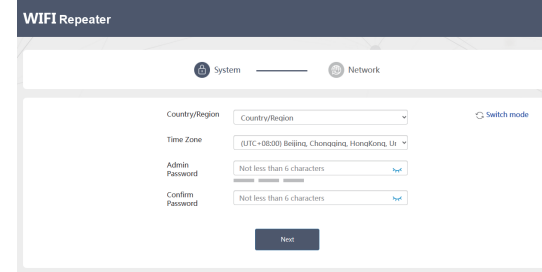 WIFI Repeater
System
Network
Country/Region
Country/Region
Switch mode
Time Zone
(UTC+08:00) Beijing, Chongqing, HongKong, Ur
Admin
Password
Not less than 6 characters
Confirm
Password
Not less than 6 characters
Next